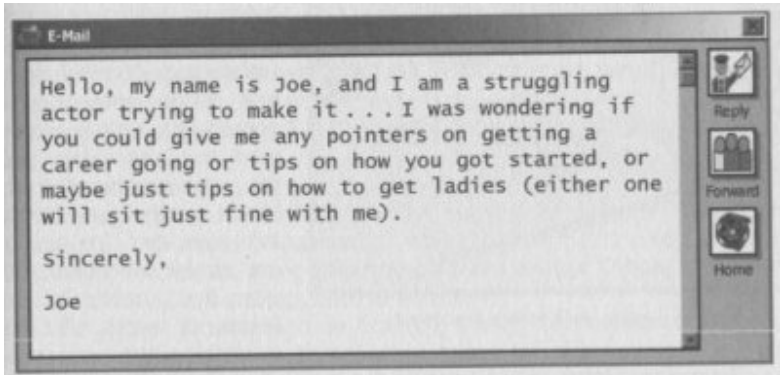 E-Mail
Hello, my name is Joe, and I am a struggling
actor trying to make it...I was wondering if
you could give me any pointers on getting a
career going or tips on how you got started, or
maybe just tips on how to get ladies (either one
will sit just fine with me).
Sincerely,
Joe
Reply
Forward
Home